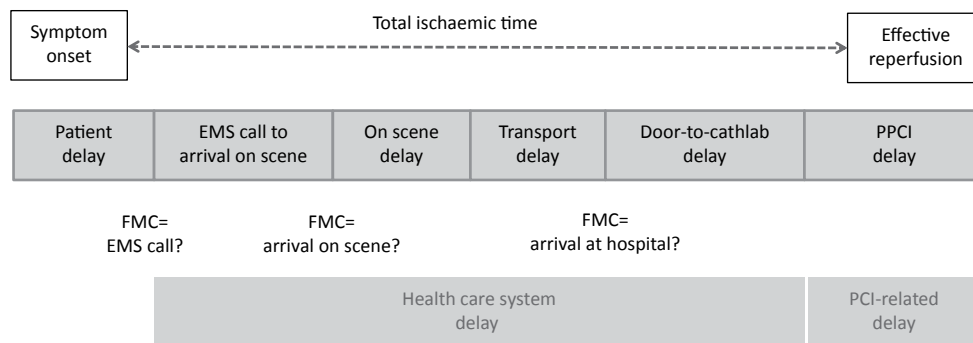 Symptom
onset
Total ischaemic time
Effective
reperfusion
Patient
delay
EMS call to
arrival on scene
On scene
delay
Transport
delay
Door-to-cathlab
delay
PPCI
delay
FMC=
EMS call?
FMC=
arrival on scene?
FMC=
arrival at hospital?
Health care system
delay
PCI-related
delay